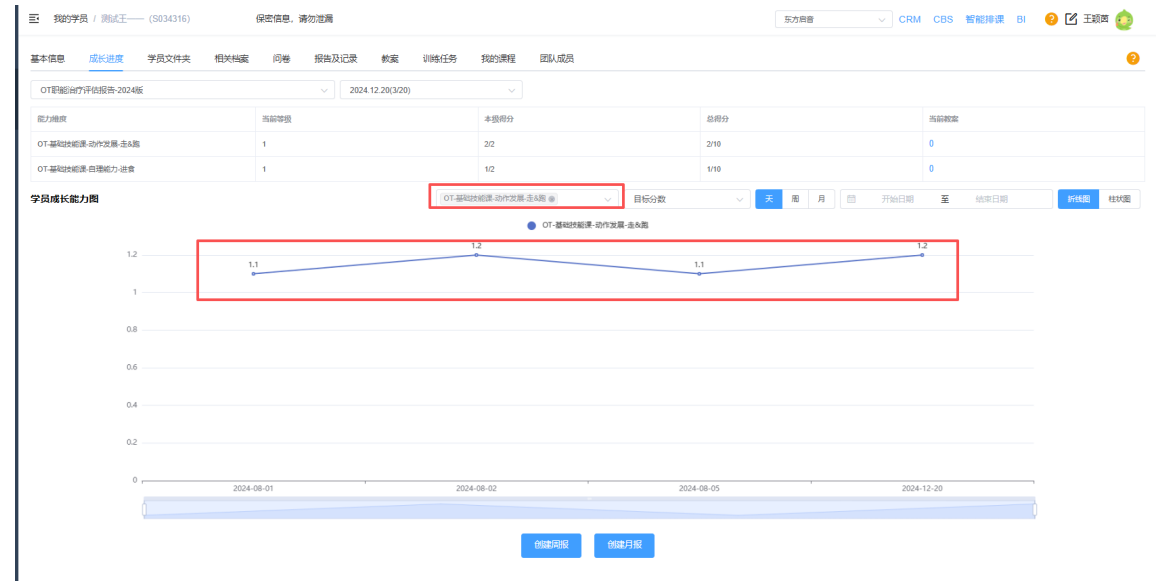 我的学员 / 测试王—— (S034316) 保密信息，请勿泄漏 东方启音 CRM CBS 智能排课 BI 王颖茵
基本信息 成长进度 学员文件夹 相关档案 问卷 报告及记录 教案 训练任务 我的课程 团队成员
OT职能治疗评估报告-2024版 2024.12.20(3/20)
能力维度 当前等级 本级得分 总得分 当前教案
OT-基础技能课-动作发展-走&跑 1 2/2 2/10 0
OT-基础技能课-自理能力-进食 1 1/2 1/10 0
学员成长能力图 OT-基础技能课-动作发展-走&跑 目标分数 天 周 月 开始日期 至 结束日期 折线图 柱状图
OT-基础技能课-动作发展-走&跑
1.2 1.2
1.2
1.1 1.1
1
0.8
0.6
0.4
0.2
0
2024-08-01 2024-08-02 2024-08-05 2024-12-20
创建周报 创建月报